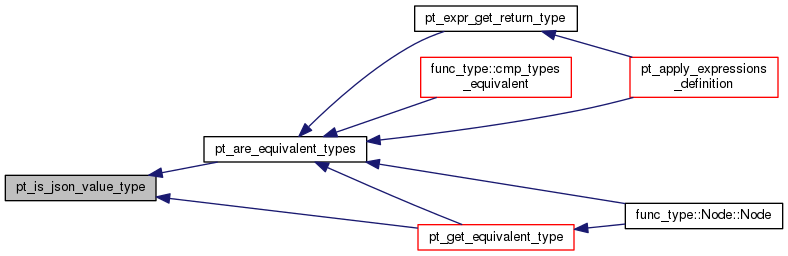 pt_expr_get_return_type
func_type::cmp_types
_equivalent
pt_apply_expressions
_definition
pt_are_equivalent_types
pt_is_json_value_type
func_type::Node::Node
pt_get_equivalent_type